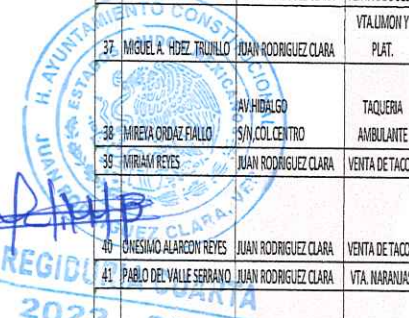 VTA.LIMON Y
37 MIGUEL A. HDEZ. TRUJILLO JUAN RODRIGUEZ CLARA PLAT.
AV.HIDALGO TAQUERIA
38 MIREYA ORDAZ FIALLO S/N,COL.CENTRO AMBULANTE
39 MIRIAM REYES JUAN RODRIGUEZ CLARA VENTA DE TACO
40 ONESIMO ALARCON REYES JUAN RODRIGUEZ CLARA VENTA DE TACO
41 PABLO DEL VALLE SERRANO JUAN RODRIGUEZ CLARA VTA. NARANJAS
H. AYUNTAMIENTO CONSTITUCIONAL
ESTADOS UNIDOS MEXICANOS
JUAN RODRIGUEZ CLARA, VER
REGIDURIA CUARTA
2022